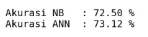 Akurasi NB  : 72.50 %
Akurasi ANN : 73.12 %